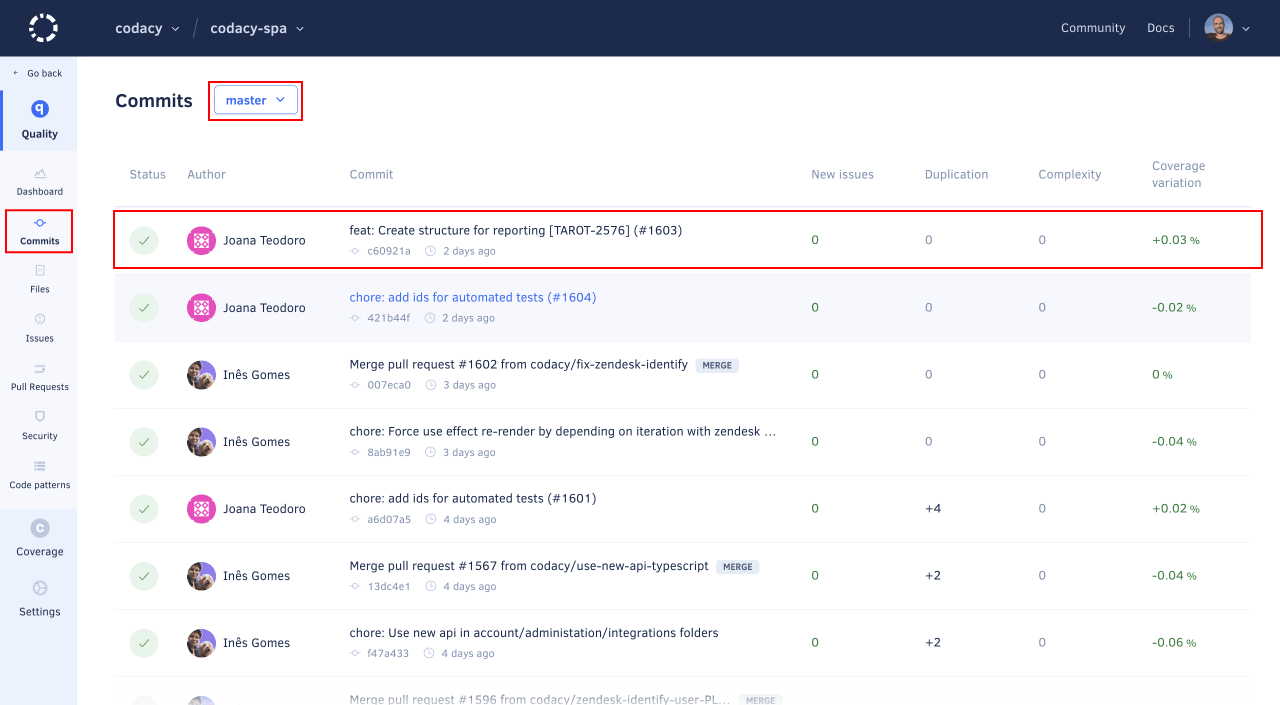 codacy
codacy-spa
Community
Docs
Go back
Quality
Dashboard
Commits
Files
Issues
Pull Requests
Security
Code patterns
Coverage
Settings
Commits master
Status Author Commit New issues Duplication Complexity Coverage variation
Joana Teodoro feat: Create structure for reporting [TAROT-2576] (#1603) 0 0 0 +0.03 %
c60921a 2 days ago
Joana Teodoro chore: add ids for automated tests (#1604) 0 0 0 -0.02 %
421b44f 2 days ago
Inês Gomes Merge pull request #1602 from codacy/fix-zendesk-identify MERGE 0 0 0 0 %
007eca0 3 days ago
Inês Gomes chore: Force use effect re-render by depending on iteration with zendesk ... 0 0 0 -0.04 %
8ab91e9 3 days ago
Joana Teodoro chore: add ids for automated tests (#1601) 0 +4 0 +0.02 %
a6d07a5 4 days ago
Inês Gomes Merge pull request #1567 from codacy/use-new-api-typescript MERGE 0 +2 0 -0.04 %
13dc4e1 4 days ago
Inês Gomes chore: Use new api in account/administation/integrations folders 0 +2 0 -0.06 %
f47a433 4 days ago
Merge pull request #1596 from codacy/zendesk-identify-user-PL... MERGE